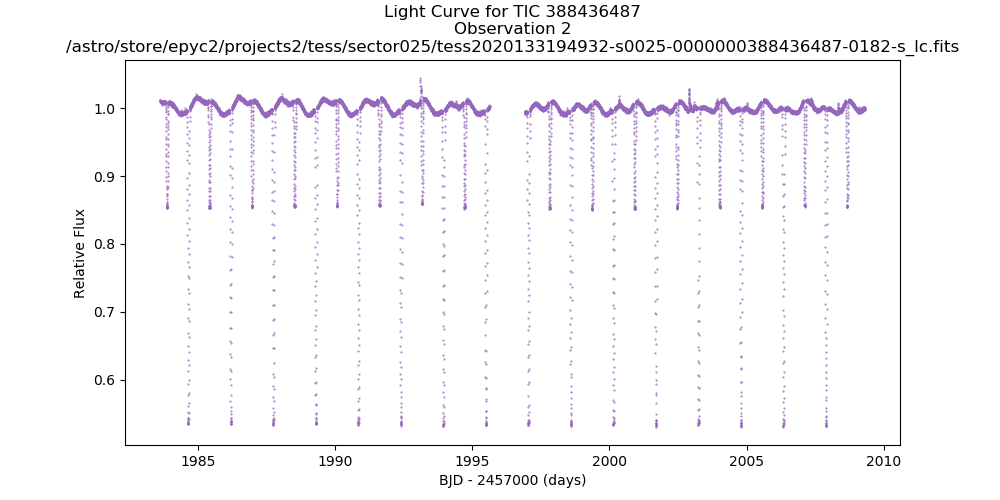 Light Curve for TIC 388436487
Observation 2
/astro/store/epyc2/projects2/tess/sector025/tess2020133194932-s0025-0000000388436487-0182-s_lc.fits
1.0
0.9
0.8
0.7
0.6
Relative Flux
1985
1990
1995
2000
2005
2010
BJD - 2457000 (days)